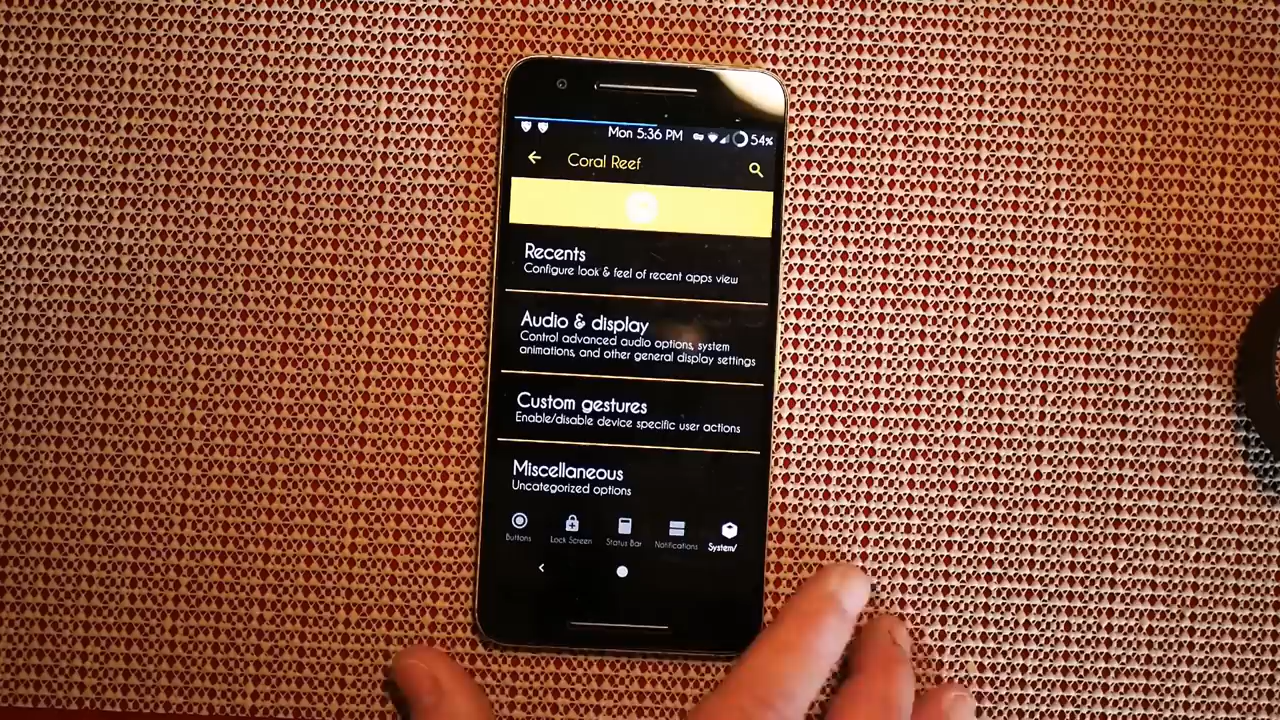 Mon 5:36 PM 54%
Coral Reef
Recents
Configure look & feel of recent apps view
Audio & display
Control advanced audio options, system
animations, and other general display settings
Custom gestures
Enable/disable device specific user actions
Miscellaneous
Uncategorized options
Buttons Lock Screen Status Bar Notifications System/